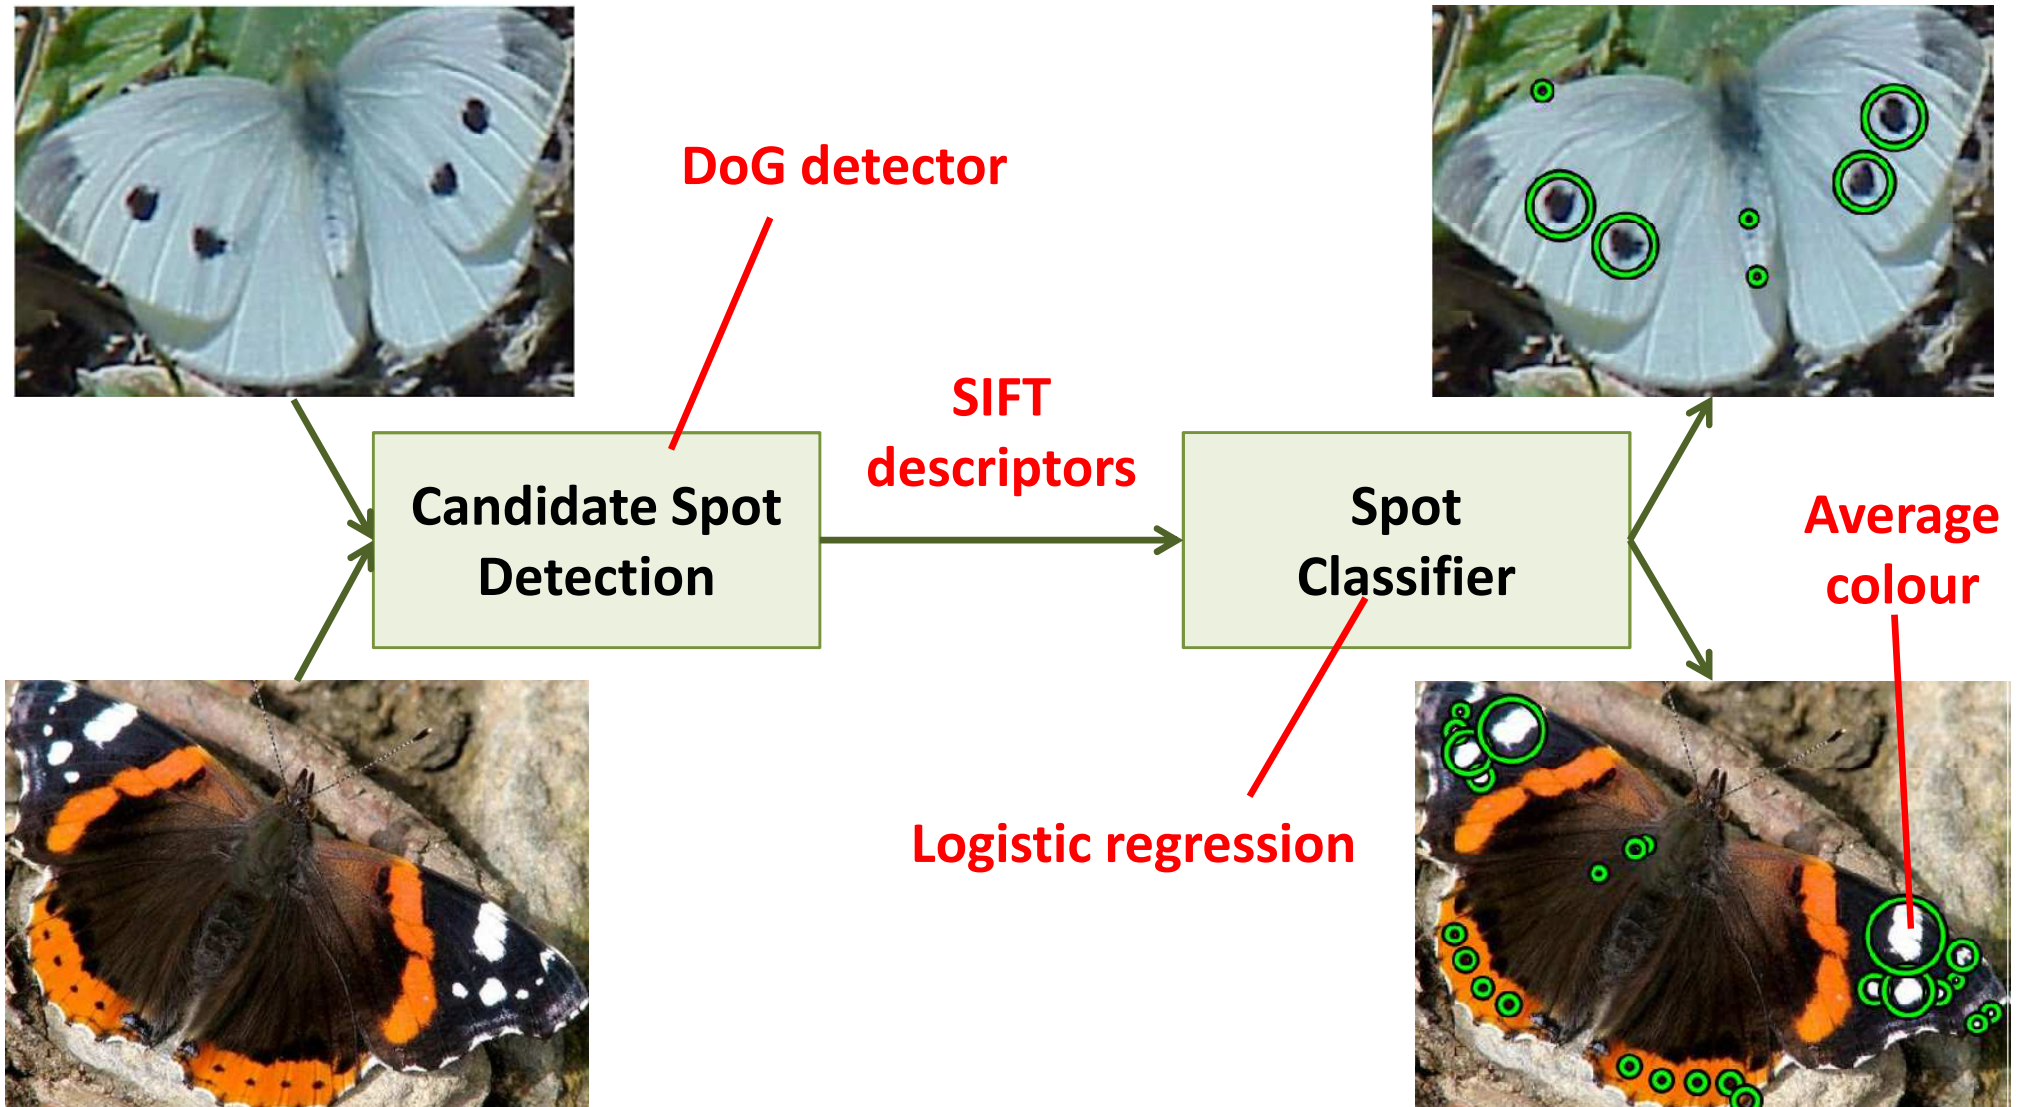 DoG detector
SIFT
descriptors
Candidate Spot
Detection
Spot
Classifier
Average
colour
Logistic regression